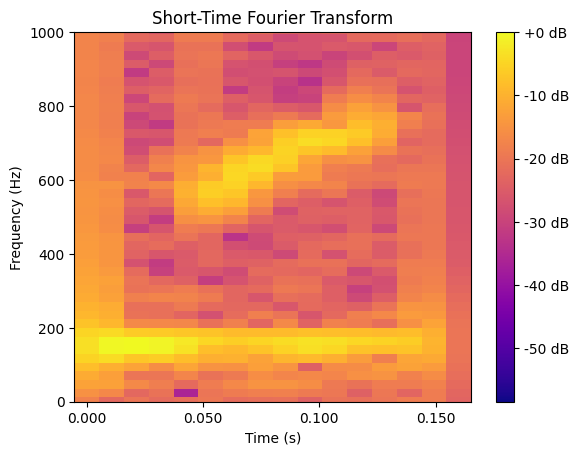 Short-Time Fourier Transform
1000
800
600
400
200
0
Frequency (Hz)
0.000
0.050
0.100
0.150
Time (s)
+0 dB
-10 dB
-20 dB
-30 dB
-40 dB
-50 dB